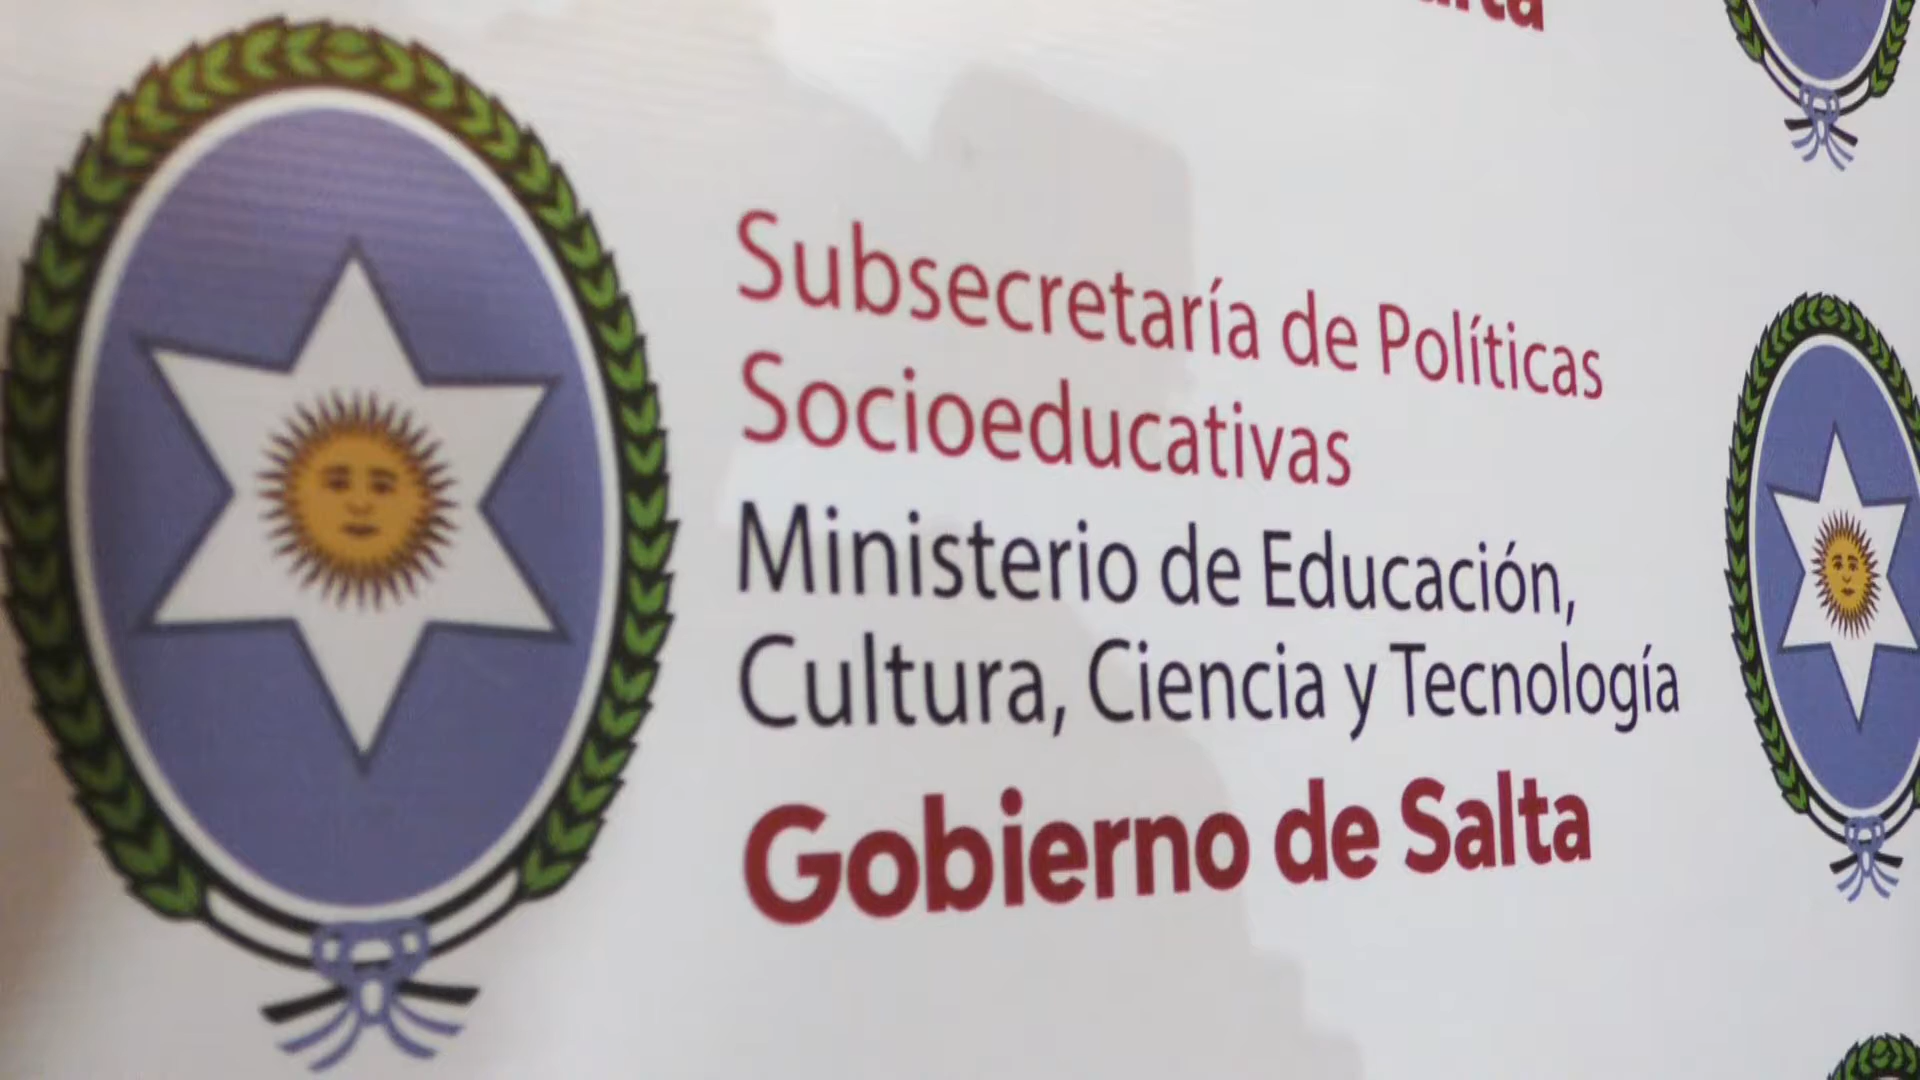 Subsecretaría de Políticas
Socioeducativas
Ministerio de Educación,
Cultura, Ciencia y Tecnología
Gobierno de Salta